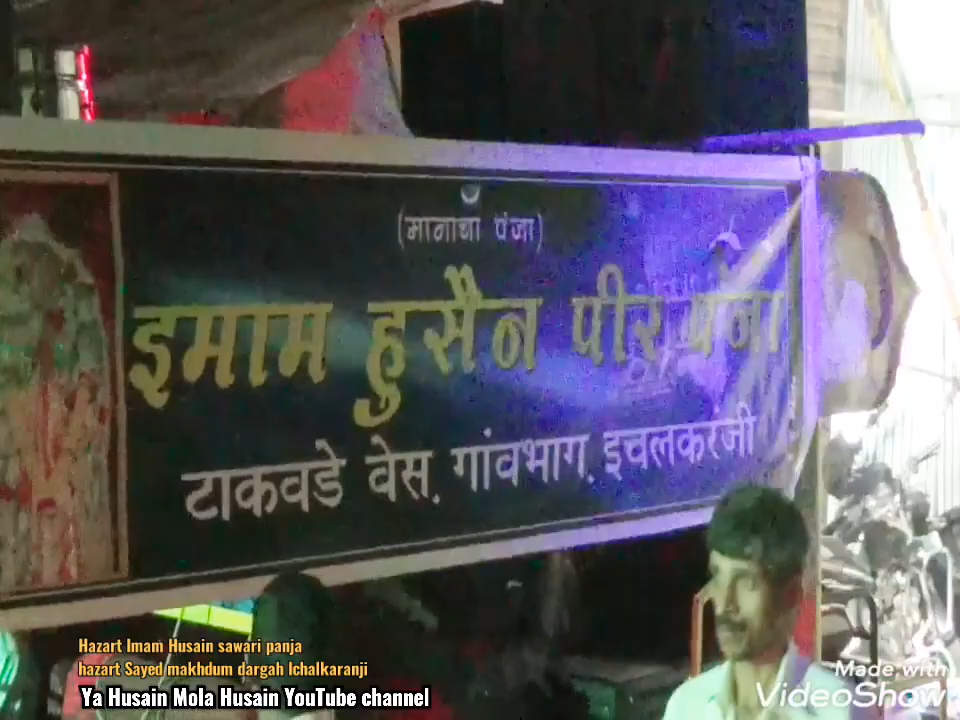 (मानाचा पंजा)
इमाम हुसैन पीर पंजा
टाकवडे वेस, गांवभाग, इचलकरंजी
Hazart Imam Husain sawari panja
hazart Sayed makhdum dargah Ichalkaranji
Ya Husain Mola Husain YouTube channel
Made with
VideoShow